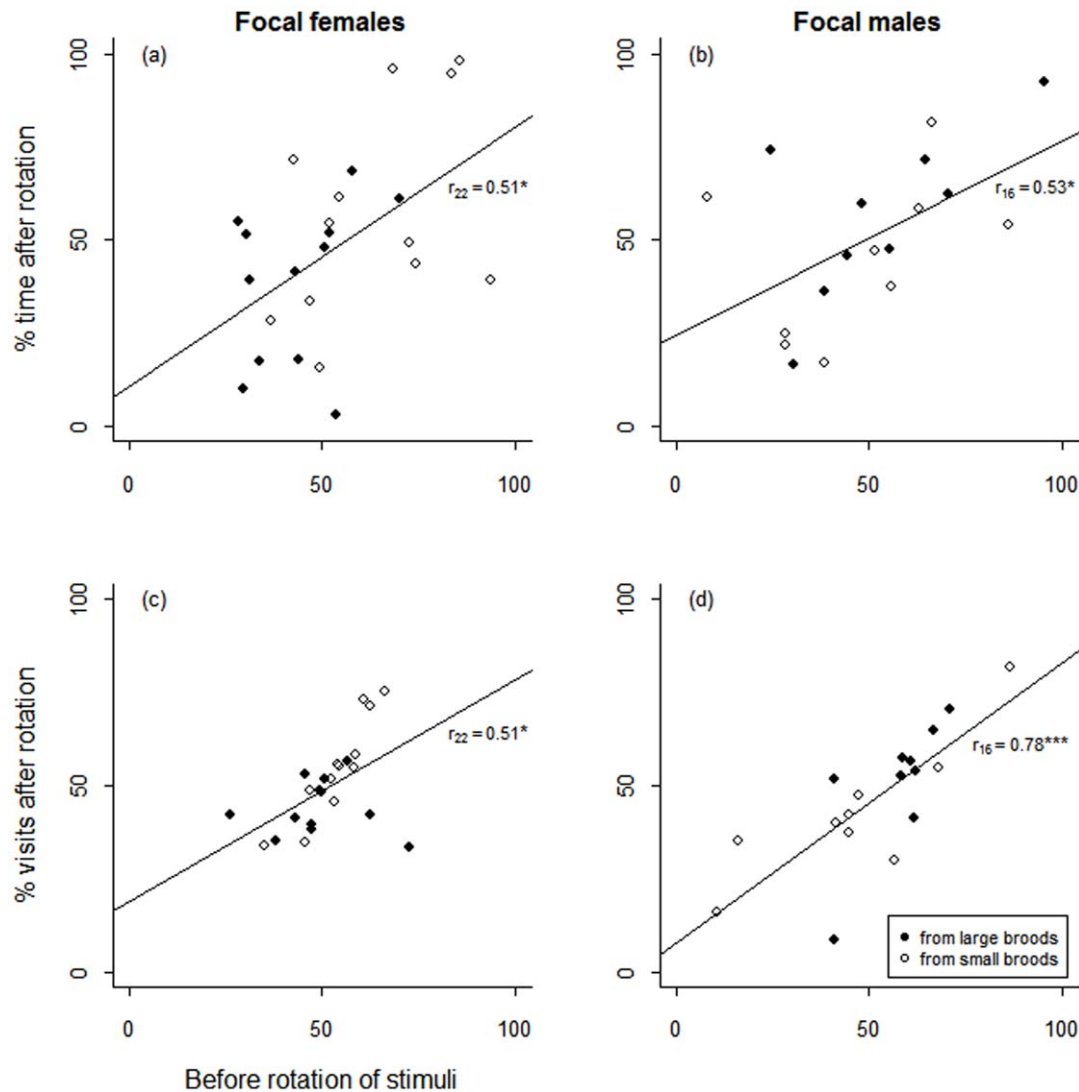 Focal females
Focal males
(a)
(b)
100
50
0
% time after rotation
r22 = 0.51*
r16 = 0.53*
0 50 100
0 50 100
(c)
(d)
100
50
0
% visits after rotation
r22 = 0.51*
r16 = 0.78***
100
50
0
100
50
0
from large broods
from small broods
0 50 100
0 50 100
Before rotation of stimuli